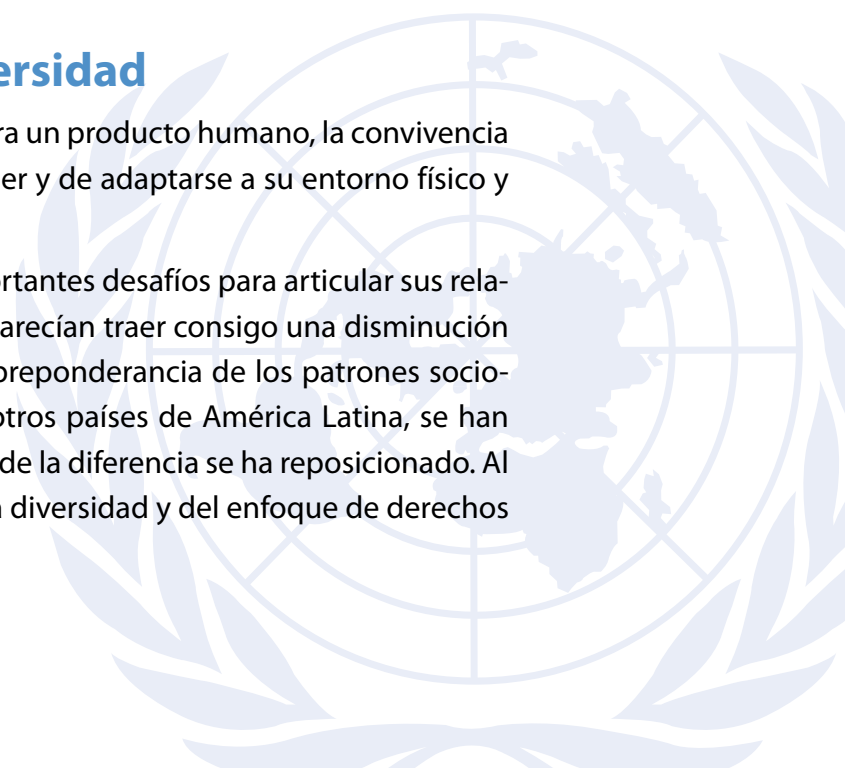 ersidad
ra un producto humano, la convivencia
er y de adaptarse a su entorno físico y
rtantes desafíos para articular sus rela-
arecían traer consigo una disminución
preponderancia de los patrones socio-
otros países de América Latina, se han
de la diferencia se ha reposicionado. Al
a diversidad y del enfoque de derechos